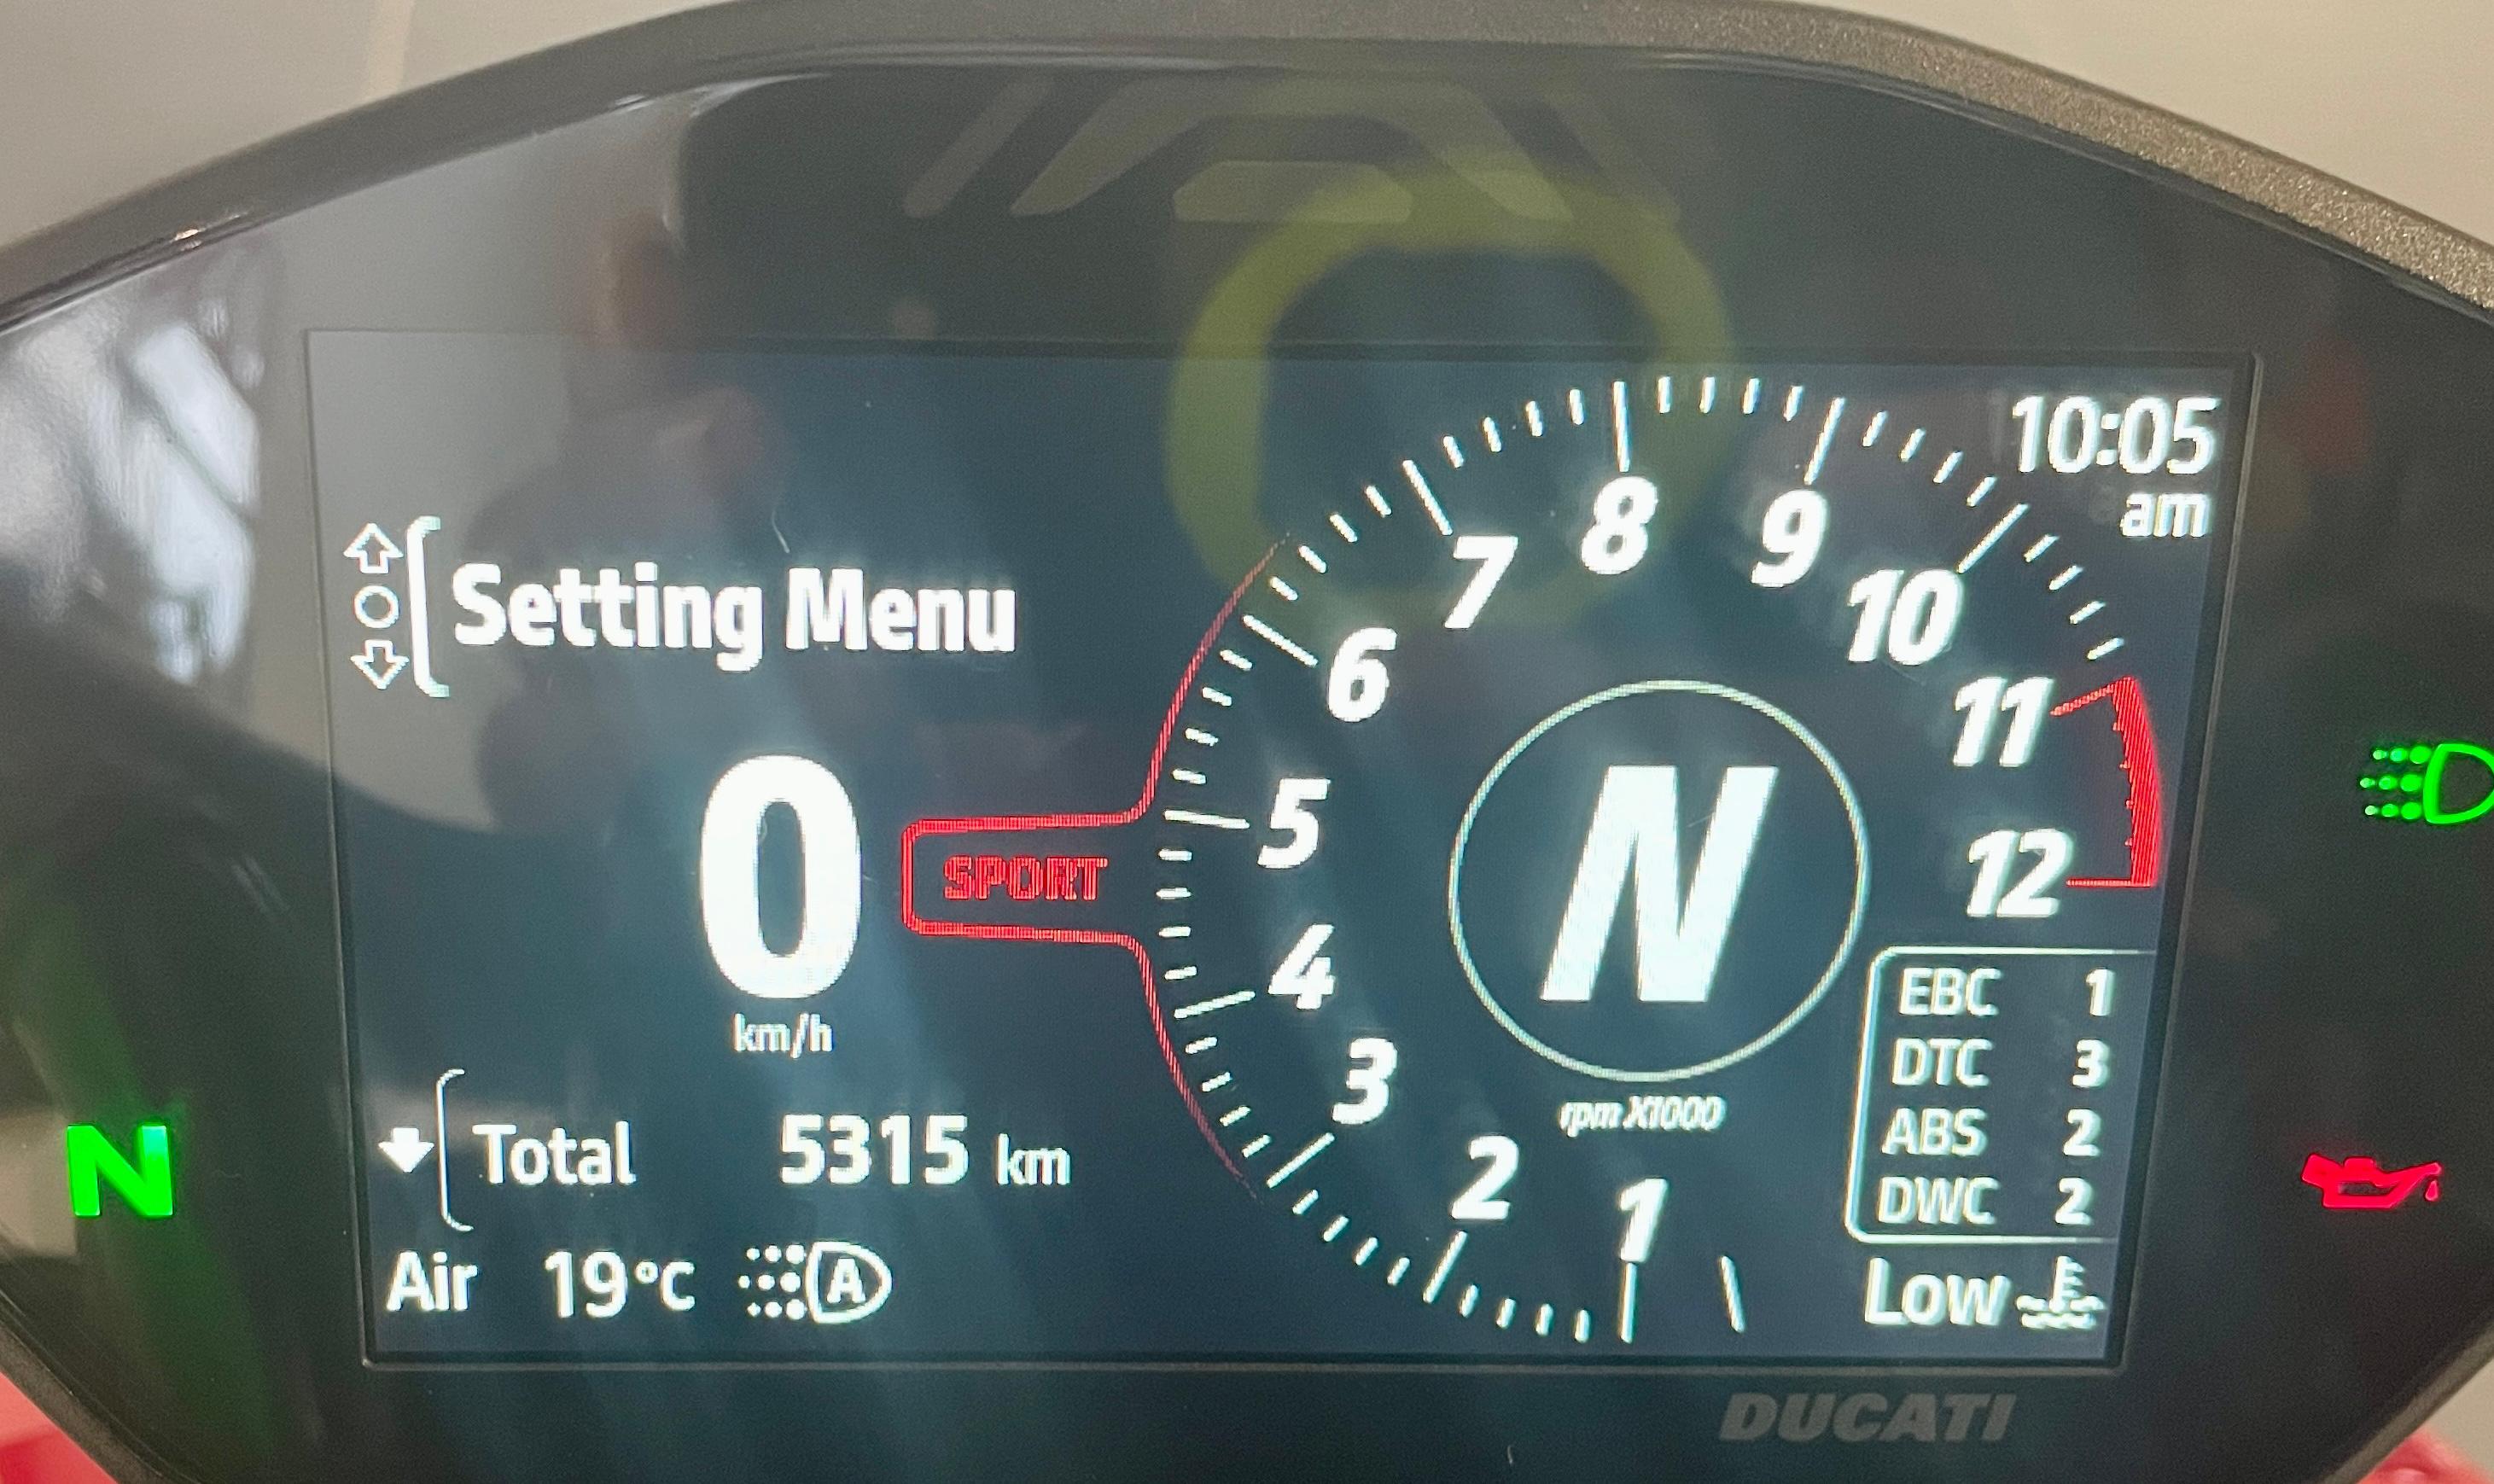 10:05
am
Setting Menu
0
km/h
SPORT
1
2
3
4
5
6
7
8
9
10
11
12
N
rpm X1000
EBC 1
DTC 3
ABS 2
DWC 2
Total 5315 km
Air 19°C A
Low
N
DUCATI